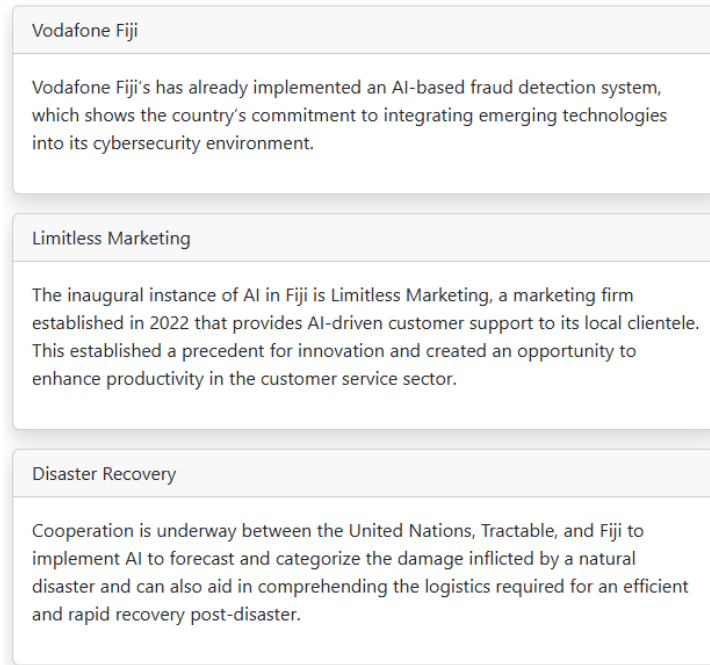 Vodafone Fiji
Vodafone Fiji’s has already implemented an AI-based fraud detection system,
which shows the country’s commitment to integrating emerging technologies
into its cybersecurity environment.
Limitless Marketing
The inaugural instance of AI in Fiji is Limitless Marketing, a marketing firm
established in 2022 that provides AI-driven customer support to its local clientele.
This established a precedent for innovation and created an opportunity to
enhance productivity in the customer service sector.
Disaster Recovery
Cooperation is underway between the United Nations, Tractable, and Fiji to
implement AI to forecast and categorize the damage inflicted by a natural
disaster and can also aid in comprehending the logistics required for an efficient
and rapid recovery post-disaster.